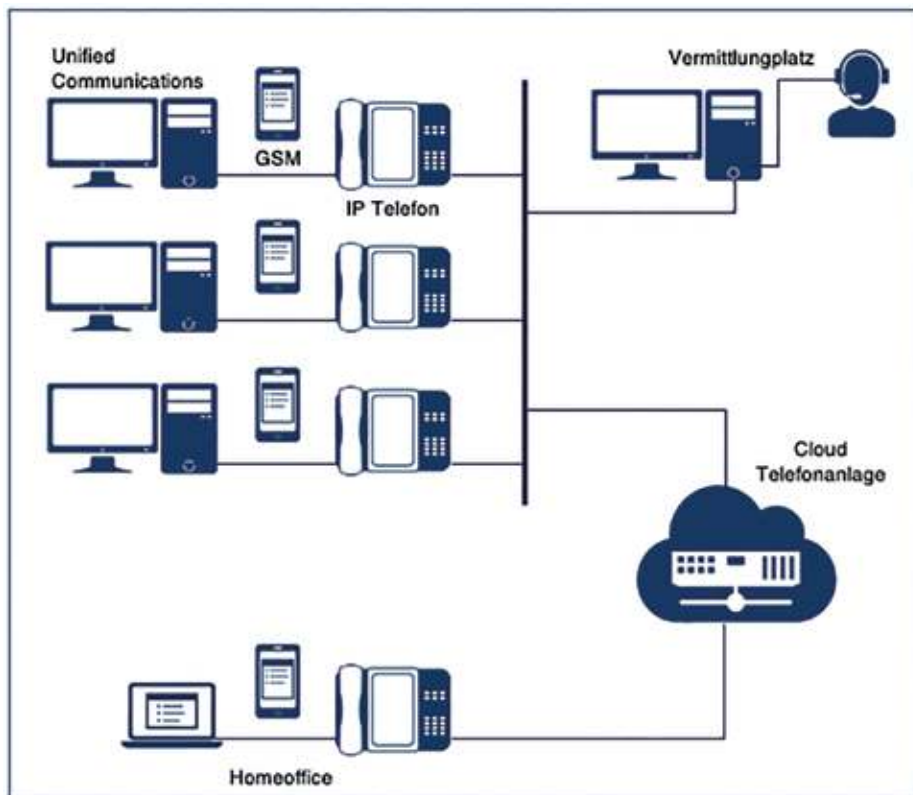 Unified
Communications
Vermittlungplatz
GSM
IP Telefon
Cloud
Telefonanlage
Homeoffice